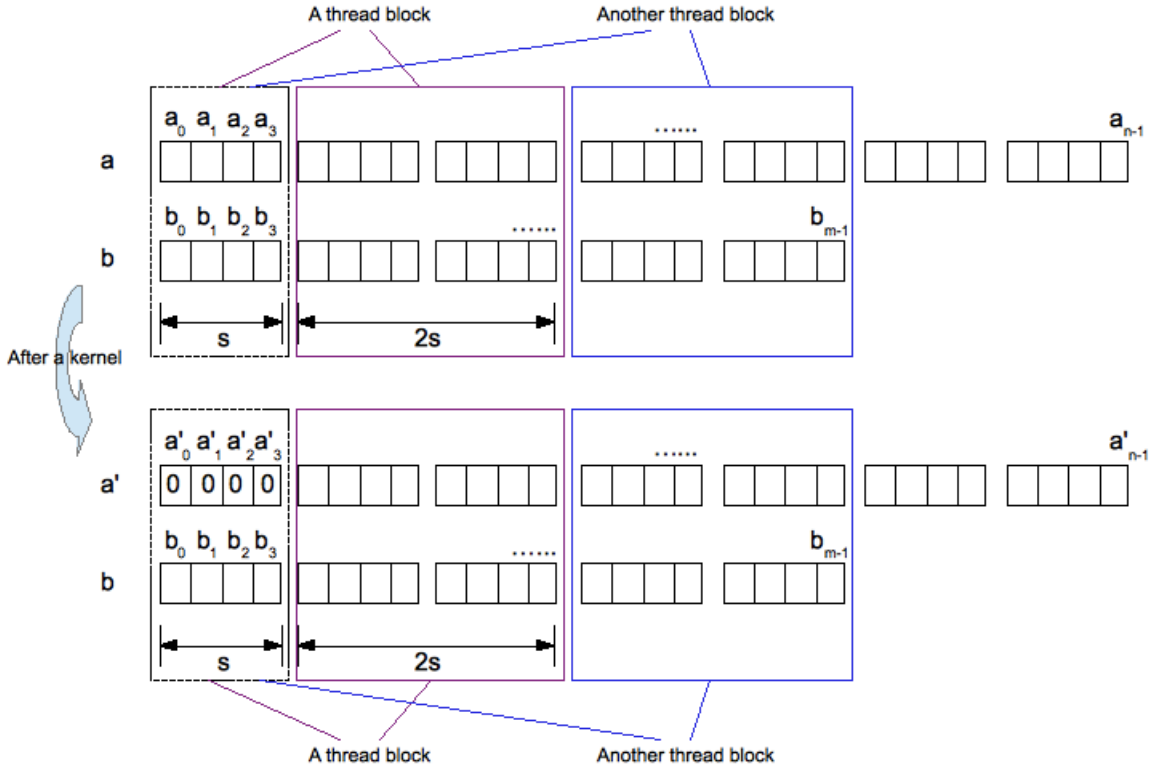 A thread block Another thread block
a0 a1 a2 a3 ...... an-1
a
b0 b1 b2 b3 ...... bm-1
b
s 2s
After a kernel
a'0 a'1 a'2 a'3 ...... a'n-1
a' 0 0 0 0
b0 b1 b2 b3 ...... bm-1
b
s 2s
A thread block Another thread block